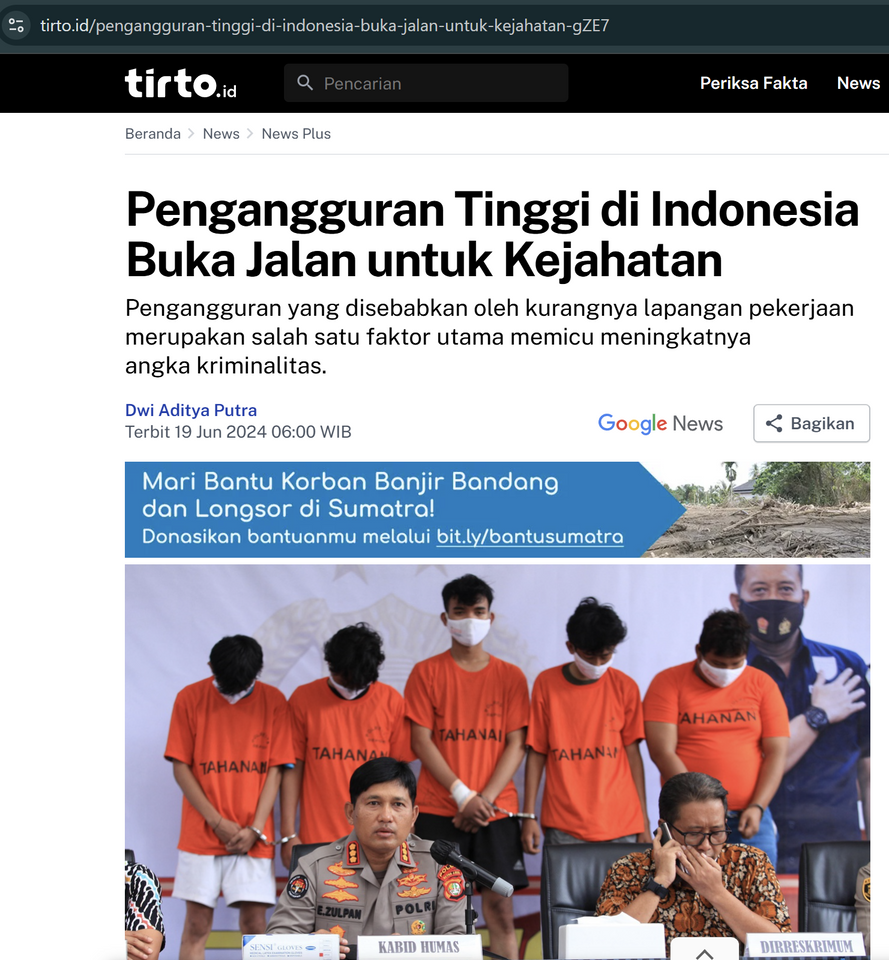 tirto.id/pengangguran-tinggi-di-indonesia-buka-jalan-untuk-kejahatan-gZE7
tirto.id
Pencarian
Periksa Fakta
News
Beranda
News
News Plus
Pengangguran Tinggi di Indonesia
Buka Jalan untuk Kejahatan
Pengangguran yang disebabkan oleh kurangnya lapangan pekerjaan
merupakan salah satu faktor utama memicu meningkatnya
angka kriminalitas.
Dwi Aditya Putra
Terbit 19 Jun 2024 06:00 WIB
Google News
Bagikan
Mari Bantu Korban Banjir Bandang
dan Longsor di Sumatra!
Donasikan bantuanmu melalui bit.ly/bantusumatra
TAHANAN
TAHANAN
TAHANAN
TAHANAN
TAHANAN
E.ZULPAN
POLRI
SENSI GLOVES
KABID HUMAS
DIRRESKRIMUM